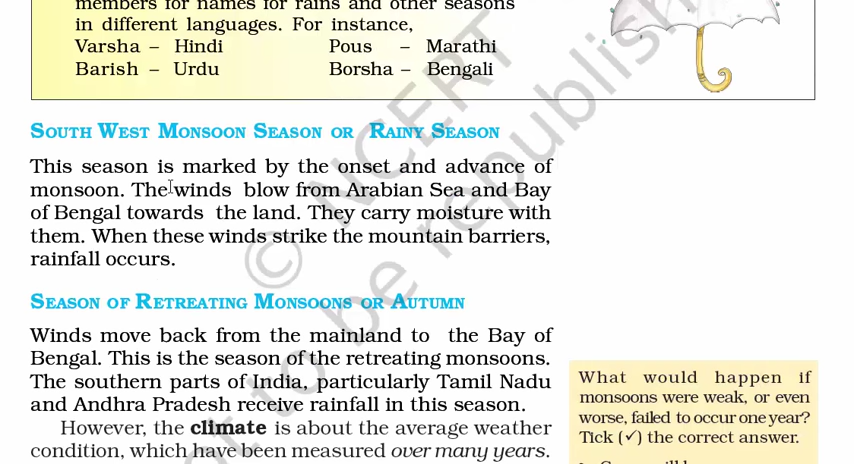 members for names for rains and other seasons
in different languages. For instance,
Varsha – Hindi Pous – Marathi
Barish – Urdu Borsha – Bengali
SOUTH WEST MONSOON SEASON OR RAINY SEASON
This season is marked by the onset and advance of
monsoon. The winds blow from Arabian Sea and Bay
of Bengal towards the land. They carry moisture with
them. When these winds strike the mountain barriers,
rainfall occurs.
SEASON OF RETREATING MONSOONS OR AUTUMN
Winds move back from the mainland to the Bay of
Bengal. This is the season of the retreating monsoons.
The southern parts of India, particularly Tamil Nadu
and Andhra Pradesh receive rainfall in this season.
However, the climate is about the average weather
condition, which have been measured over many years.
What would happen if
monsoons were weak, or even
worse, failed to occur one year?
Tick (✓) the correct answer.
© NCERT
not to be republish